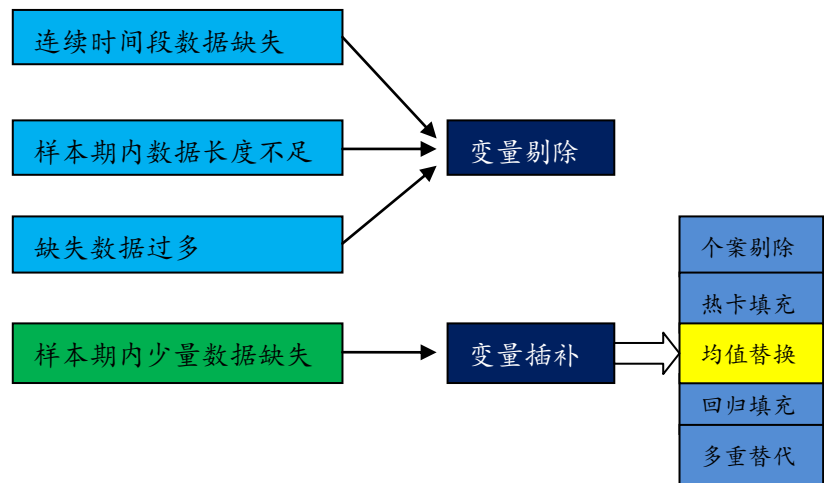 连续时间段数据缺失
样本期内数据长度不足
变量剔除
缺失数据过多
个案剔除
热卡填充
样本期内少量数据缺失
变量插补
均值替换
回归填充
多重替代